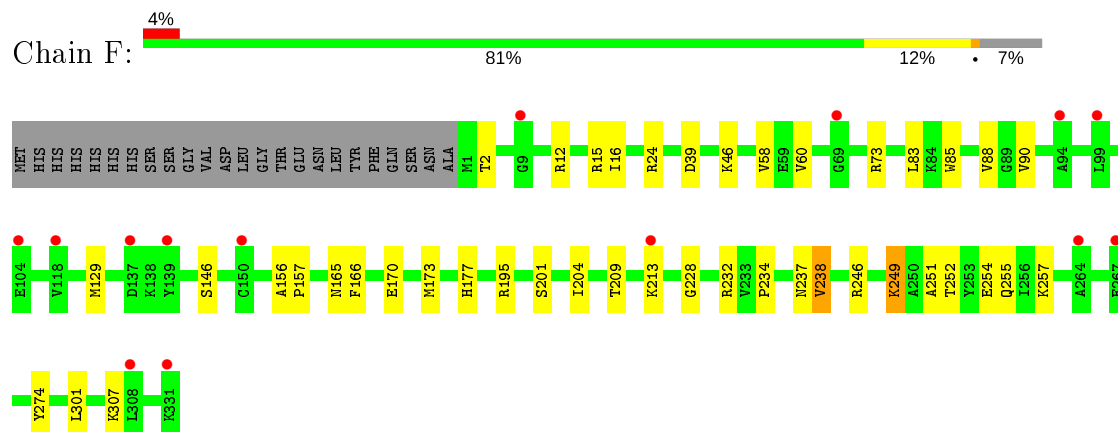 4%
Chain F:
81%
12%
•
7%
MET HIS HIS HIS HIS HIS HIS SER SER GLY VAL ASP LEU GLY THR GLU ASN LEU TYR PHE GLN SER ASN ALA M1 T2 G9 R12 R15 I16 R24 D39 K46 V58 E59 V60 G69 R73 L83 K84 W85 V88 G89 V90 A94 L99
E104 V118 M129 D137 K138 Y139 S146 C150 A156 P157 N165 F166 E170 M173 H177 R195 S201 I204 T209 K213 G228 R232 V233 P234 N237 V238 R246 K249 A250 A251 T252 Y253 E254 Q255 I256 K257 A264
Y274 L301 K307 L308 K331